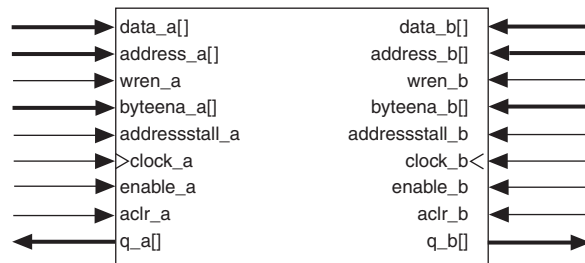 data_a[] data_b[]
address_a[] address_b[]
wren_a wren_b
byteena_a[] byteena_b[]
addressstall_a addressstall_b
clock_a clock_b
enable_a enable_b
aclr_a aclr_b
q_a[] q_b[]